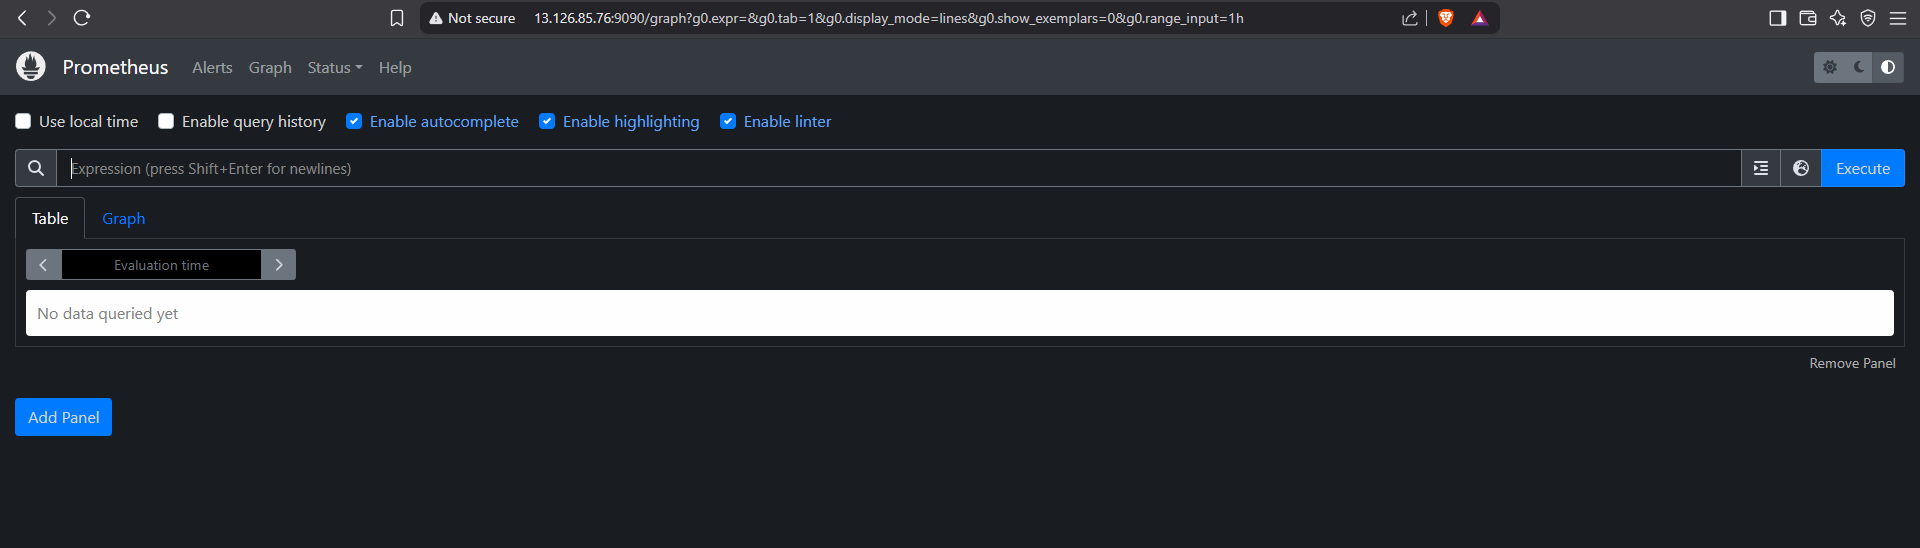 Not secure 13.126.85.76:9090/graph?g0.expr=&g0.tab=1&g0.display_mode=lines&g0.show_exemplars=0&g0.range_input=1h
Prometheus Alerts Graph Status Help
Use local time Enable query history Enable autocomplete Enable highlighting Enable linter
Expression (press Shift+Enter for newlines) Execute
Table Graph
Evaluation time
No data queried yet
Remove Panel
Add Panel